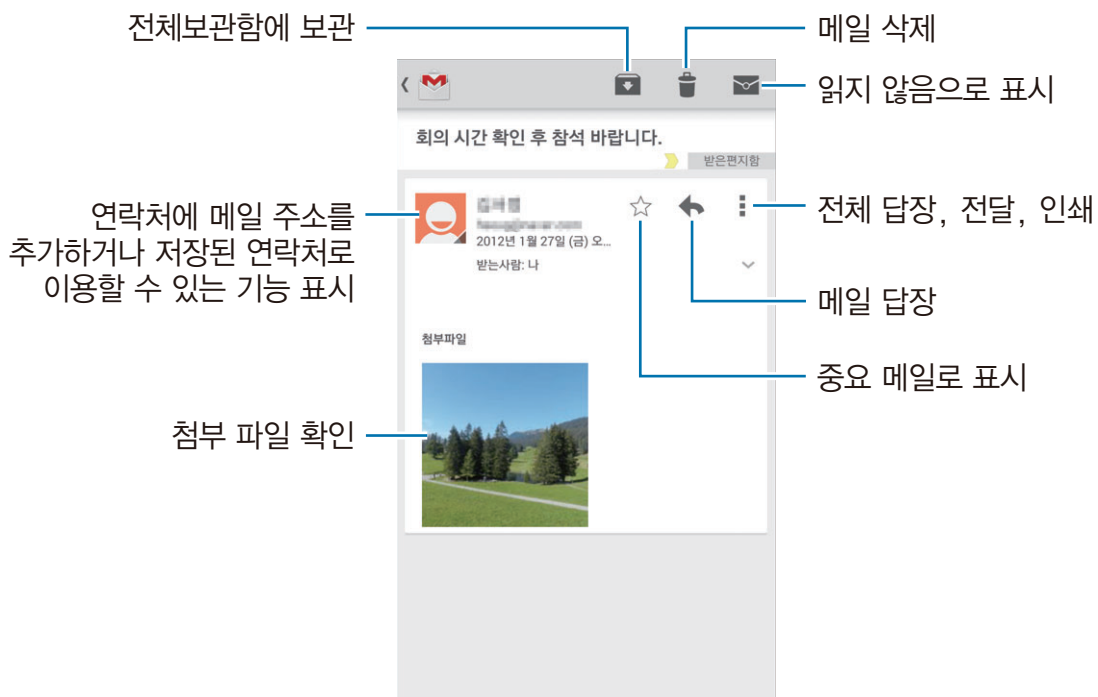 전체보관함에 보관
메일 삭제
읽지 않음으로 표시
회의 시간 확인 후 참석 바랍니다.
받은편지함
연락처에 메일 주소를
추가하거나 저장된 연락처로
이용할 수 있는 기능 표시
2012년 1월 27일 (금) 오...
받는사람: 나
전체 답장, 전달, 인쇄
메일 답장
첨부파일
중요 메일로 표시
첨부 파일 확인